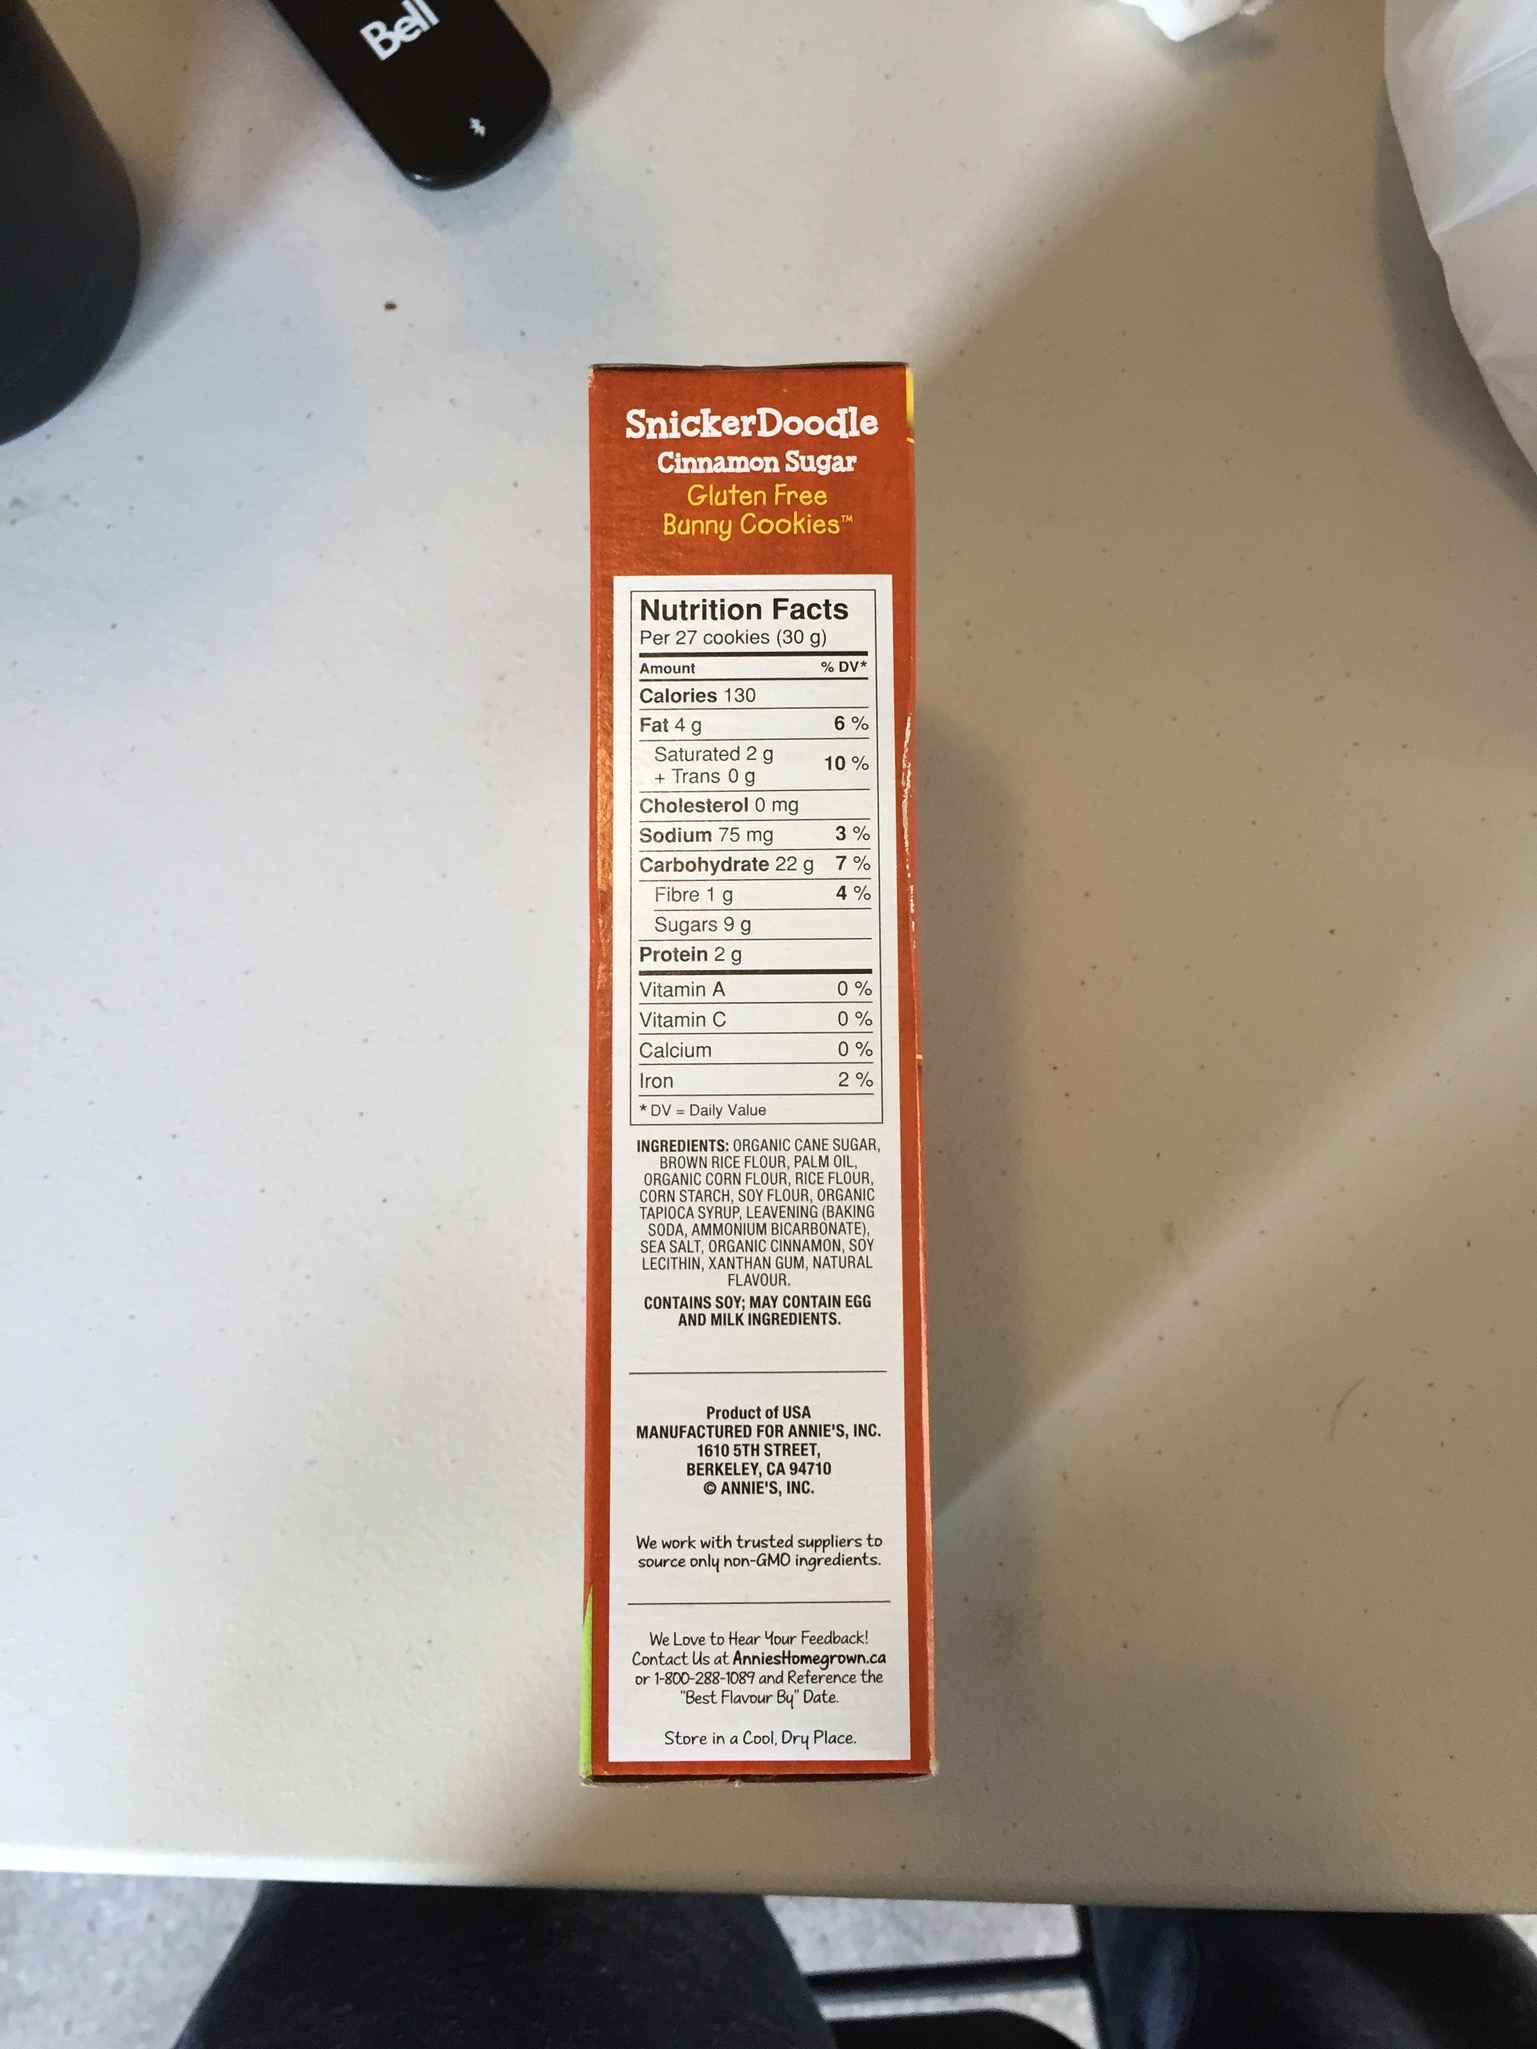 Bell
SnickerDoodle
Cinnamon Sugar
Gluten Free
Bunny Cookies™
Nutrition Facts
Per 27 cookies (30 g)
Amount % DV*
Calories 130
Fat 4 g 6 %
Saturated 2 g
+ Trans 0 g 10 %
Cholesterol 0 mg
Sodium 75 mg 3 %
Carbohydrate 22 g 7 %
Fibre 1 g 4 %
Sugars 9 g
Protein 2 g
Vitamin A 0 %
Vitamin C 0 %
Calcium 0 %
Iron 2 %
* DV = Daily Value
INGREDIENTS: ORGANIC CANE SUGAR,
BROWN RICE FLOUR, PALM OIL,
ORGANIC CORN FLOUR, RICE FLOUR,
CORN STARCH, SOY FLOUR, ORGANIC
TAPIOCA SYRUP, LEAVENING (BAKING
SODA, AMMONIUM BICARBONATE),
SEA SALT, ORGANIC CINNAMON, SOY
LECITHIN, XANTHAN GUM, NATURAL
FLAVOUR.
CONTAINS SOY; MAY CONTAIN EGG
AND MILK INGREDIENTS.
Product of USA
MANUFACTURED FOR ANNIE'S, INC.
1610 5TH STREET,
BERKELEY, CA 94710
© ANNIE'S, INC.
We work with trusted suppliers to
source only non-GMO ingredients.
We Love to Hear Your Feedback!
Contact Us at AnniesHomegrown.ca
or 1-800-288-1089 and Reference the
"Best Flavour By" Date.
Store in a Cool, Dry Place.